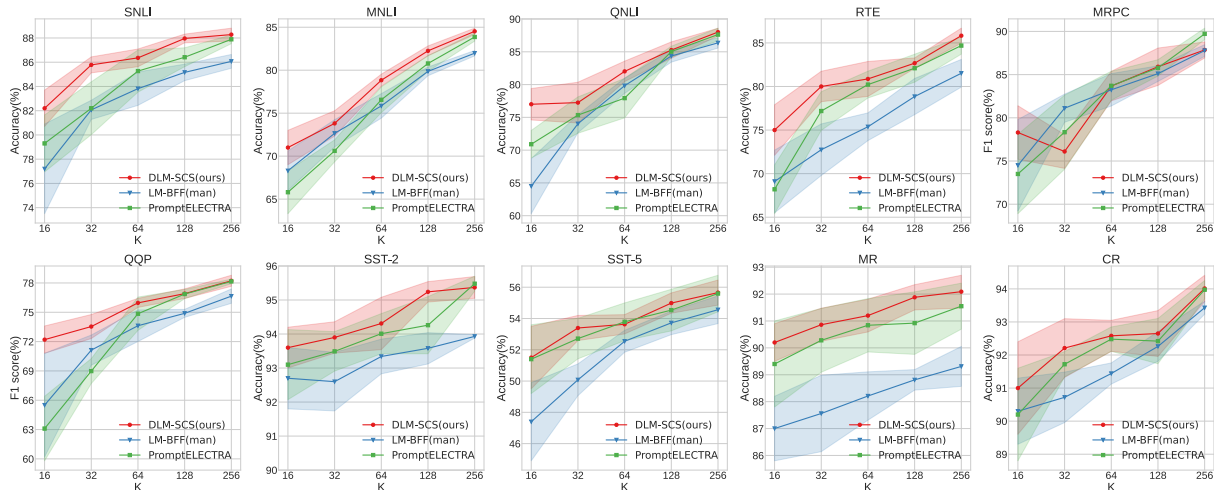 SNLI
Accuracy(%)
88
86
84
82
80
78
76
74
16 32 64 128 256
K
DLM-SCS(ours)
LM-BFF(man)
PromptELECTRA
MNLI
Accuracy(%)
85
80
75
70
65
16 32 64 128 256
K
DLM-SCS(ours)
LM-BFF(man)
PromptELECTRA
QNLI
Accuracy(%)
90
85
80
75
70
65
60
16 32 64 128 256
K
DLM-SCS(ours)
LM-BFF(man)
PromptELECTRA
RTE
Accuracy(%)
85
80
75
70
65
16 32 64 128 256
K
DLM-SCS(ours)
LM-BFF(man)
PromptELECTRA
MRPC
F1 score(%)
90
85
80
75
70
16 32 64 128 256
K
DLM-SCS(ours)
LM-BFF(man)
PromptELECTRA
QQP
F1 score(%)
78
75
72
69
66
63
60
16 32 64 128 256
K
DLM-SCS(ours)
LM-BFF(man)
PromptELECTRA
SST-2
Accuracy(%)
96
95
94
93
92
91
90
16 32 64 128 256
K
DLM-SCS(ours)
LM-BFF(man)
PromptELECTRA
SST-5
Accuracy(%)
56
54
52
50
48
46
16 32 64 128 256
K
DLM-SCS(ours)
LM-BFF(man)
PromptELECTRA
MR
Accuracy(%)
93
92
91
90
89
88
87
86
16 32 64 128 256
K
DLM-SCS(ours)
LM-BFF(man)
PromptELECTRA
CR
Accuracy(%)
94
93
92
91
90
89
16 32 64 128 256
K
DLM-SCS(ours)
LM-BFF(man)
PromptELECTRA